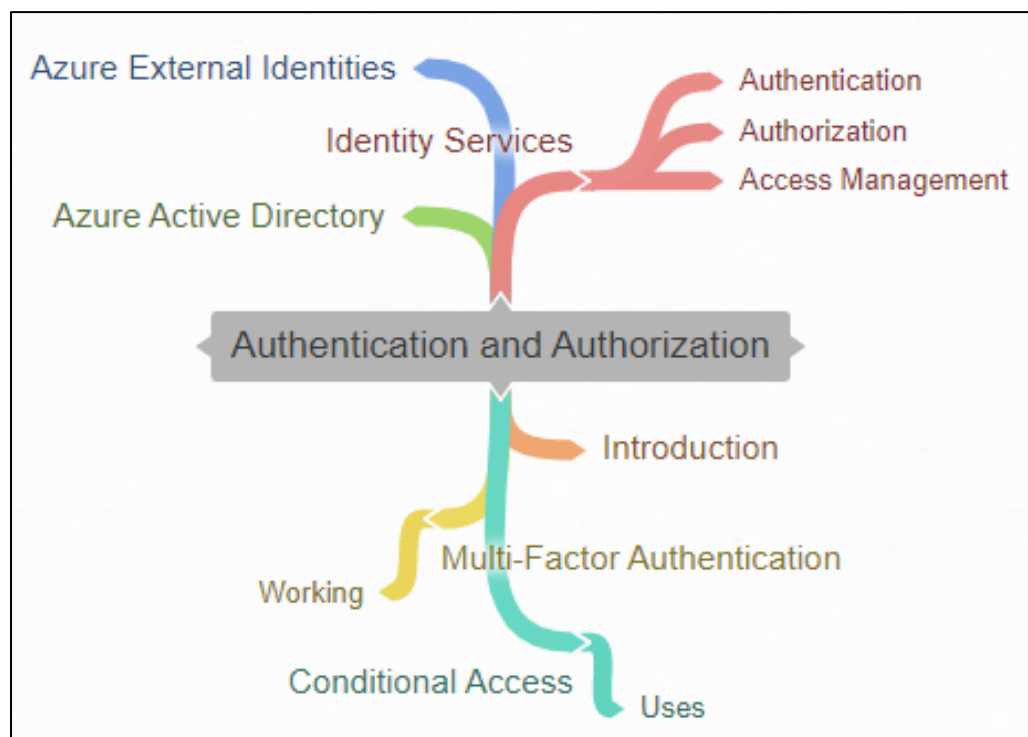 Azure External Identities
Authentication
Identity Services
Authorization
Access Management
Azure Active Directory
Authentication and Authorization
Introduction
Multi-Factor Authentication
Working
Conditional Access
Uses